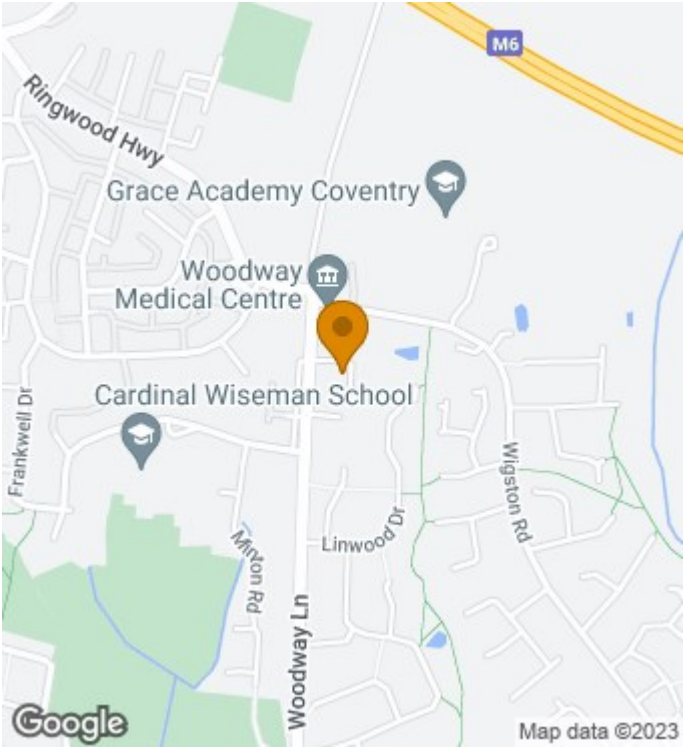 M6
Ringwood Hwy
Grace Academy Coventry
Woodway
Medical Centre
Cardinal Wiseman School
Frankwell Dr
Wigston Rd
Minton Rd
Linwood Dr
Woodway Ln
Google
Map data ©2023